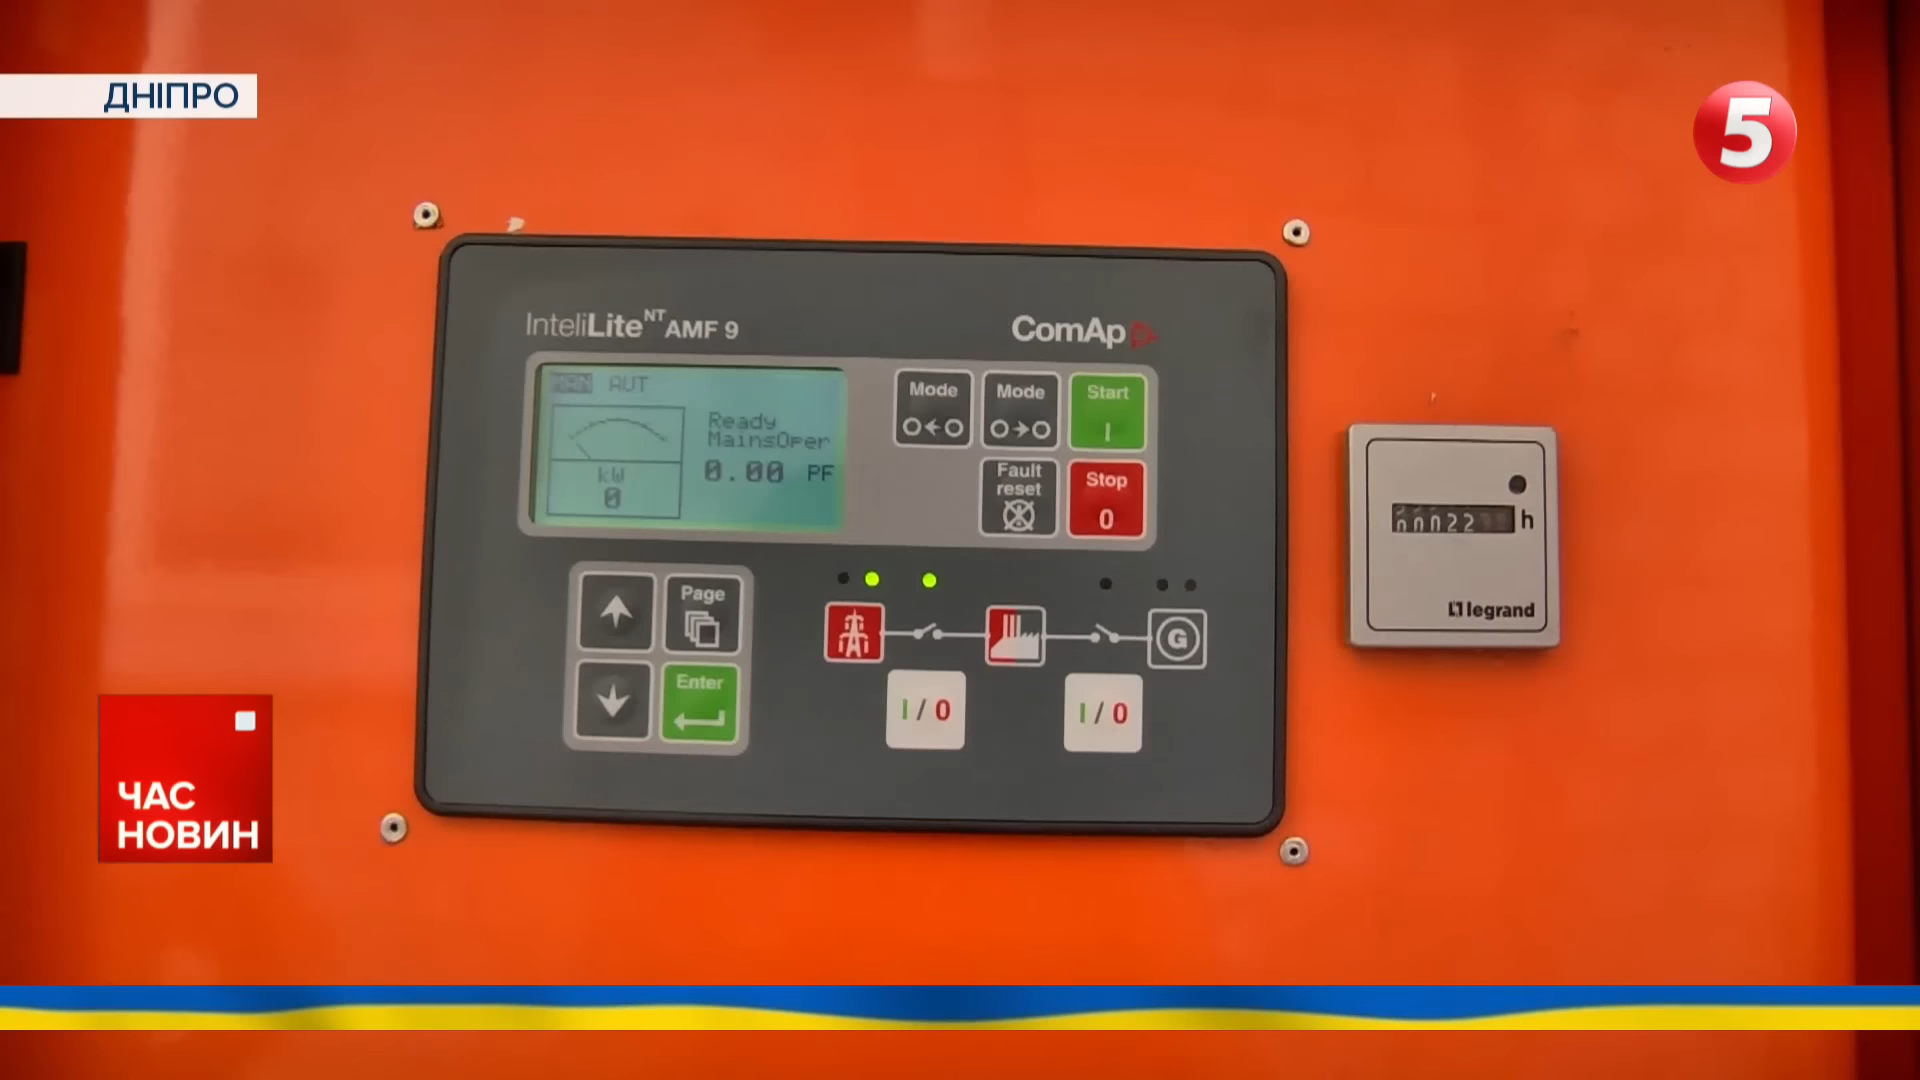 ДНІПРО
5
InteliLite NT AMF 9
ComAp
MAN AUT
Ready
MainsOper
0.00 PF
kW
0
Mode
Mode
Start
I
Fault
reset
Stop
0
Page
Enter
G
I/0
I/0
h
legrand
ЧАС
НОВИН